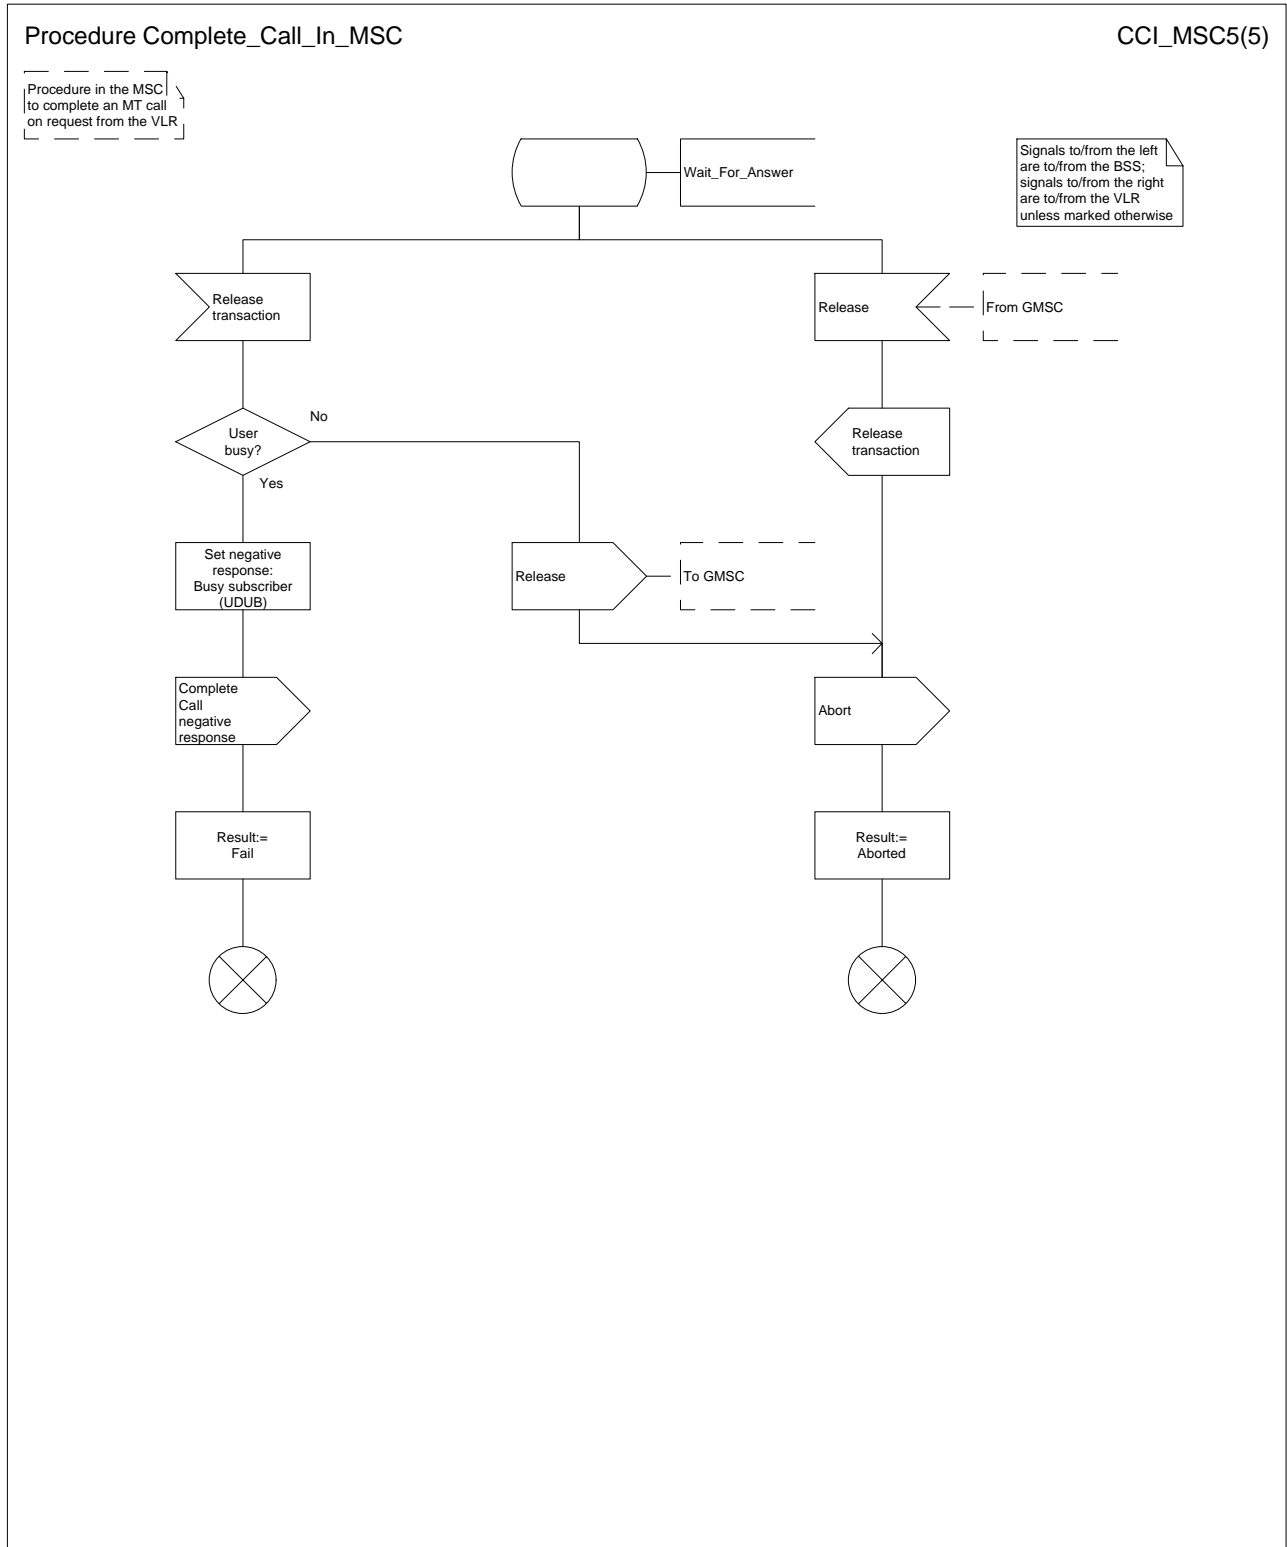 Procedure Complete_Call_In_MSC
CCI_MSC5(5)
Procedure in the MSC
to complete an MT call
on request from the VLR
Signals to/from the left
are to/from the BSS;
signals to/from the right
are to/from the VLR
unless marked otherwise
Wait_For_Answer
Release
transaction
Release
From GMSC
User
busy?
No
Yes
Release
transaction
Set negative
response:
Busy subscriber
(UDUB)
Release
To GMSC
Complete
Call
negative
response
Abort
Result:=
Fail
Result:=
Aborted